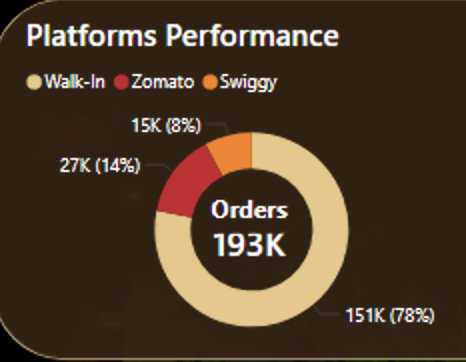 Platforms Performance
Walk-In Zomato Swiggy
15K (8%)
27K (14%)
Orders
193K
151K (78%)